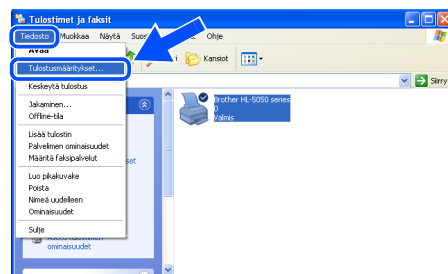 Tulostimet ja faksit
Tiedosto Muokkaa Näytä Ohje
Avaa
Kansiot
Tulostusmääritykset...
Siirry
Keskeytä tulostus
Jakaminen...
Offline-tila
Brother HL-5050 series
0
Valmis
Lisää tulostin
Palvelimen ominaisuudet
Määritä faksipalvelut
Luo pikakuvake
Poista
Nimeä uudelleen
Ominaisuudet
Sulje
ominaisuudet